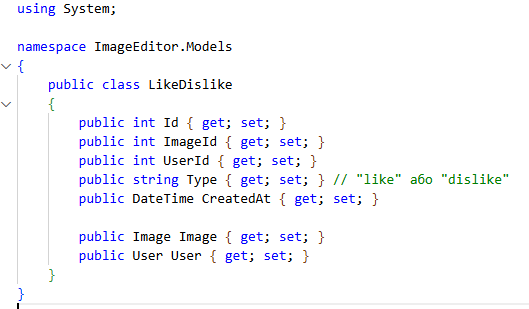 using System;
namespace ImageEditor.Models
{
public class LikeDislike
{
public int Id { get; set; }
public int ImageId { get; set; }
public int UserId { get; set; }
public string Type { get; set; } // "like" або "dislike"
public DateTime CreatedAt { get; set; }
public Image Image { get; set; }
public User User { get; set; }
}
}